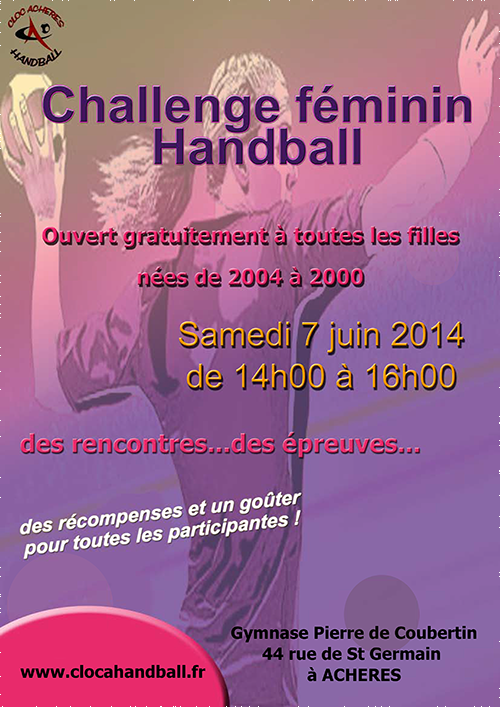 CLOC ACHERES
HANDBALL
Challenge féminin
Handball
Ouvert gratuitement à toutes les filles
nées de 2004 à 2000
Samedi 7 juin 2014
de 14h00 à 16h00
des rencontres...des épreuves...
des récompenses et un goûter
pour toutes les participantes !
Gymnase Pierre de Coubertin
44 rue de St Germain
à ACHERES
www.clocahandball.fr